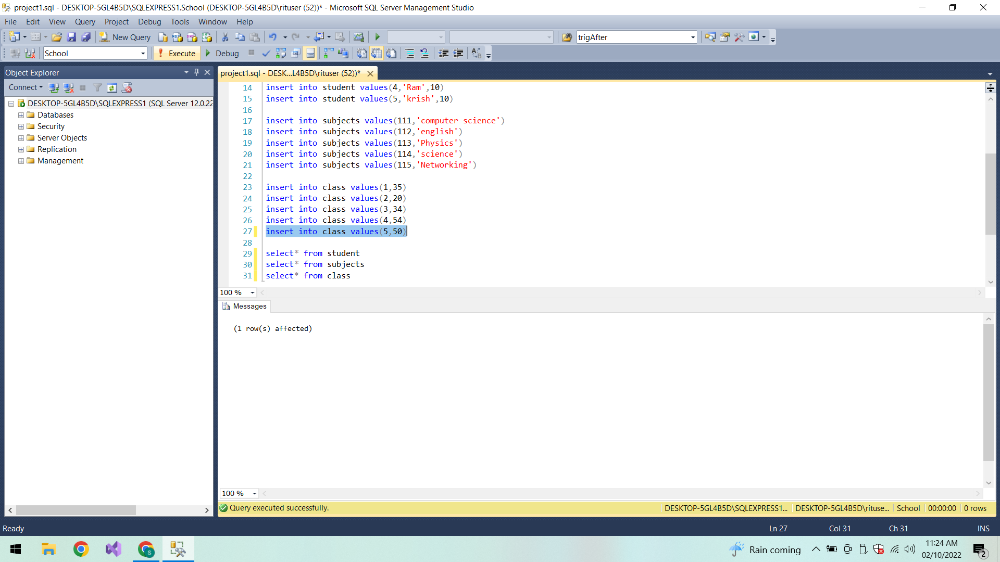 project1.sql - DESKTOP-5GL4B5D\SQLEXPRESS1.School (DESKTOP-5GL4B5D\rituser (52))* - Microsoft SQL Server Management Studio
File Edit View Query Project Debug Tools Window Help
New Query trigAfter
School Execute Debug
Object Explorer
Connect
DESKTOP-5GL4B5D\SQLEXPRESS1 (SQL Server 12.0.22
Databases
Security
Server Objects
Replication
Management
project1.sql - DESK...L4B5D\rituser (52))*
14 insert into student values(4,'Ram',10)
15 insert into student values(5,'krish',10)
16
17 insert into subjects values(111,'computer science')
18 insert into subjects values(112,'english')
19 insert into subjects values(113,'Physics')
20 insert into subjects values(114,'science')
21 insert into subjects values(115,'Networking')
22
23 insert into class values(1,35)
24 insert into class values(2,20)
25 insert into class values(3,34)
26 insert into class values(4,54)
27 insert into class values(5,50)
28
29 select* from student
30 select* from subjects
31 select* from class
100 %
Messages
(1 row(s) affected)
100 %
Query executed successfully. DESKTOP-5GL4B5D\SQLEXPRESS1... DESKTOP-5GL4B5D\rituse... School 00:00:00 0 rows
Ready Ln 27 Col 31 Ch 31 INS
Rain coming 11:24 AM
02/10/2022 2